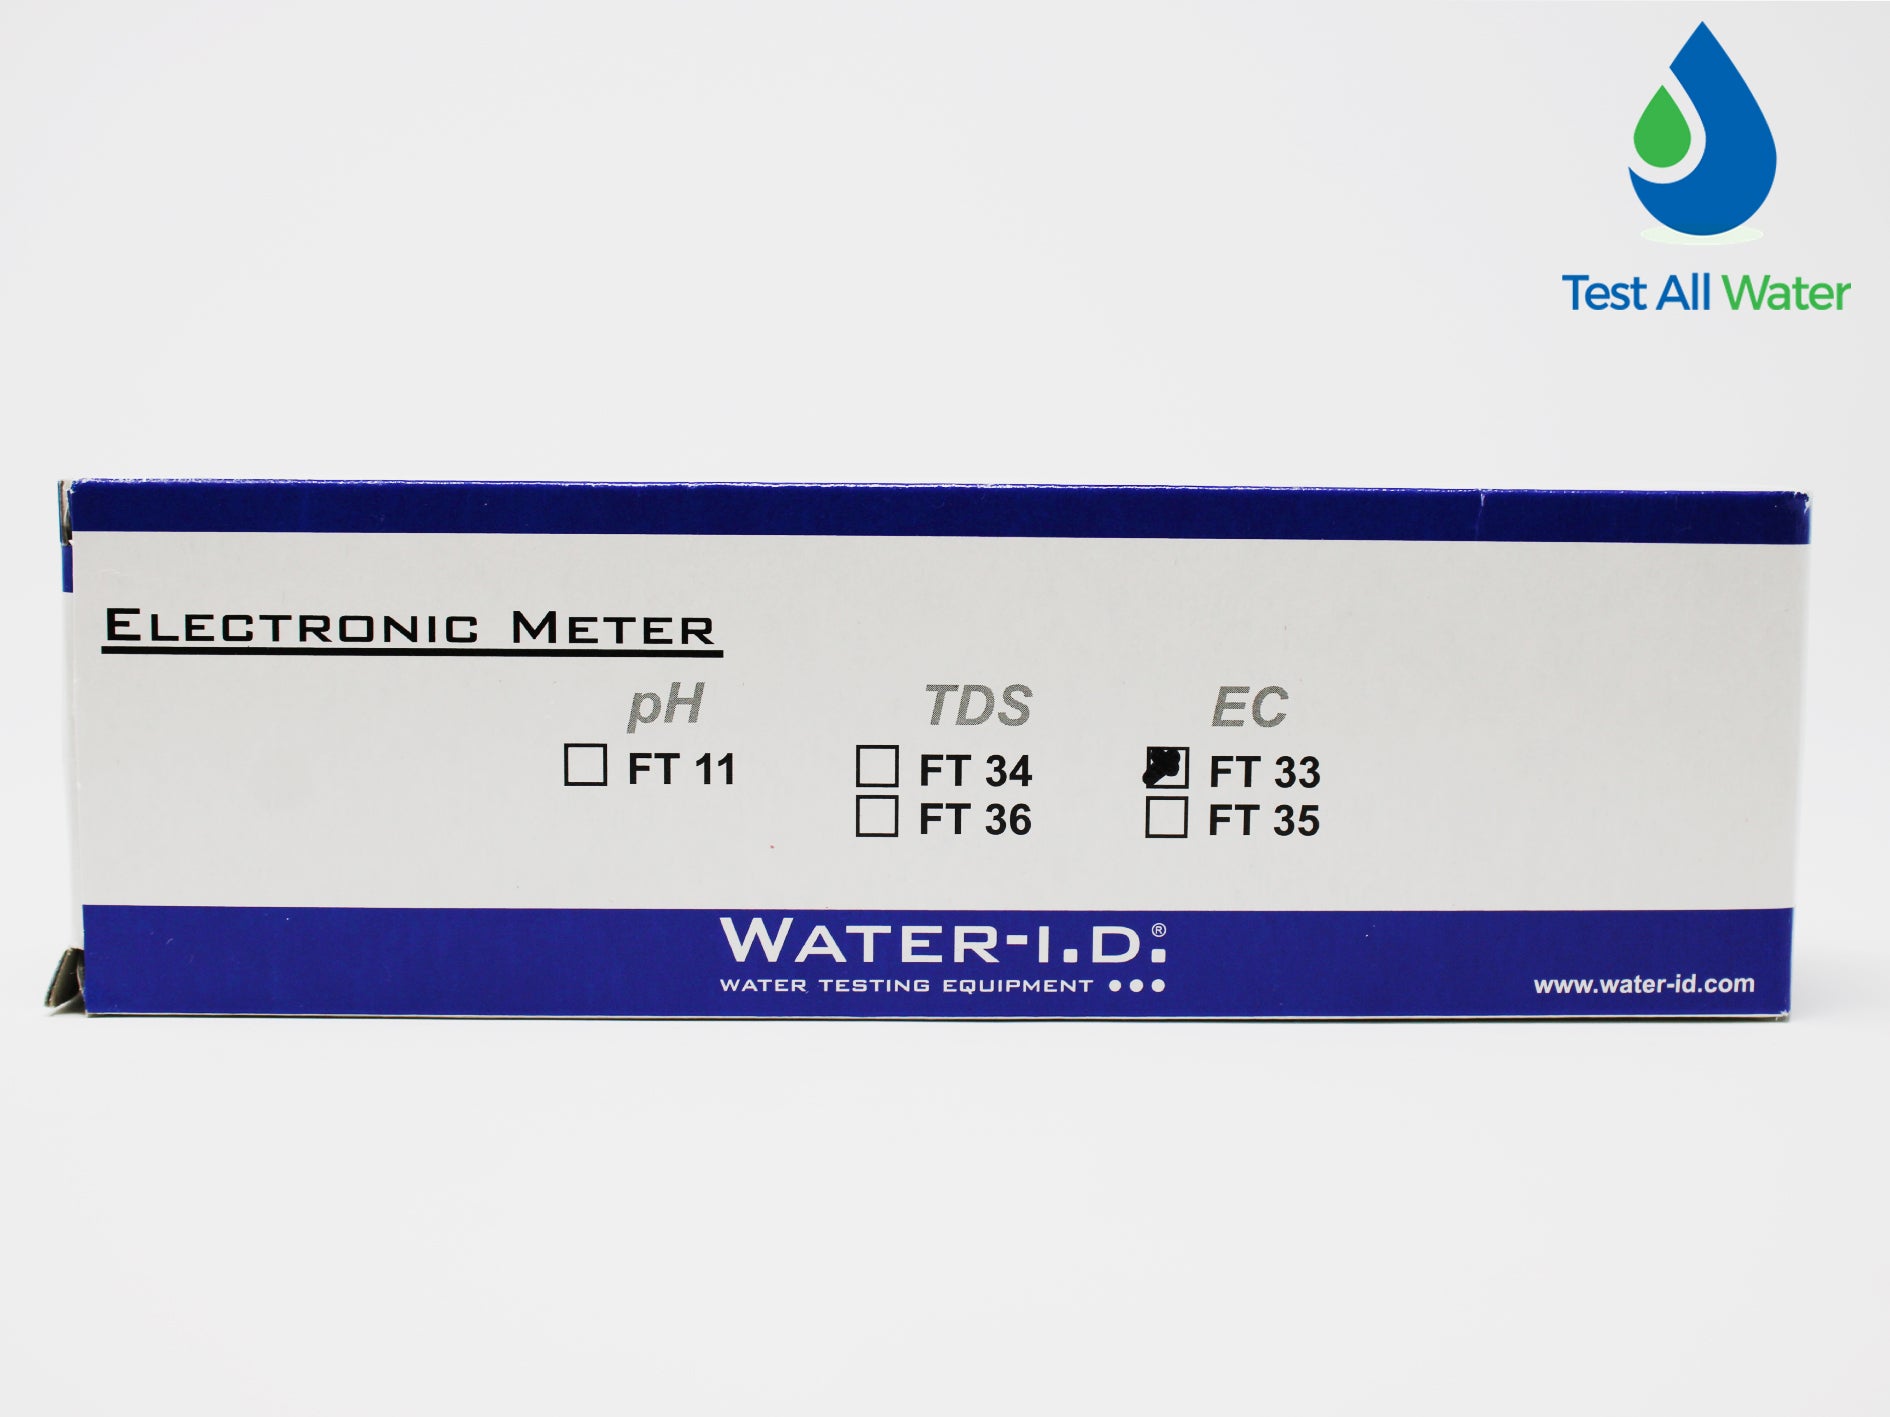 Test All Water
ELECTRONIC METER
pH TDS EC
FT 11 FT 34 FT 33
FT 36 FT 35
WATER-I.D.®
WATER TESTING EQUIPMENT
www.water-id.com